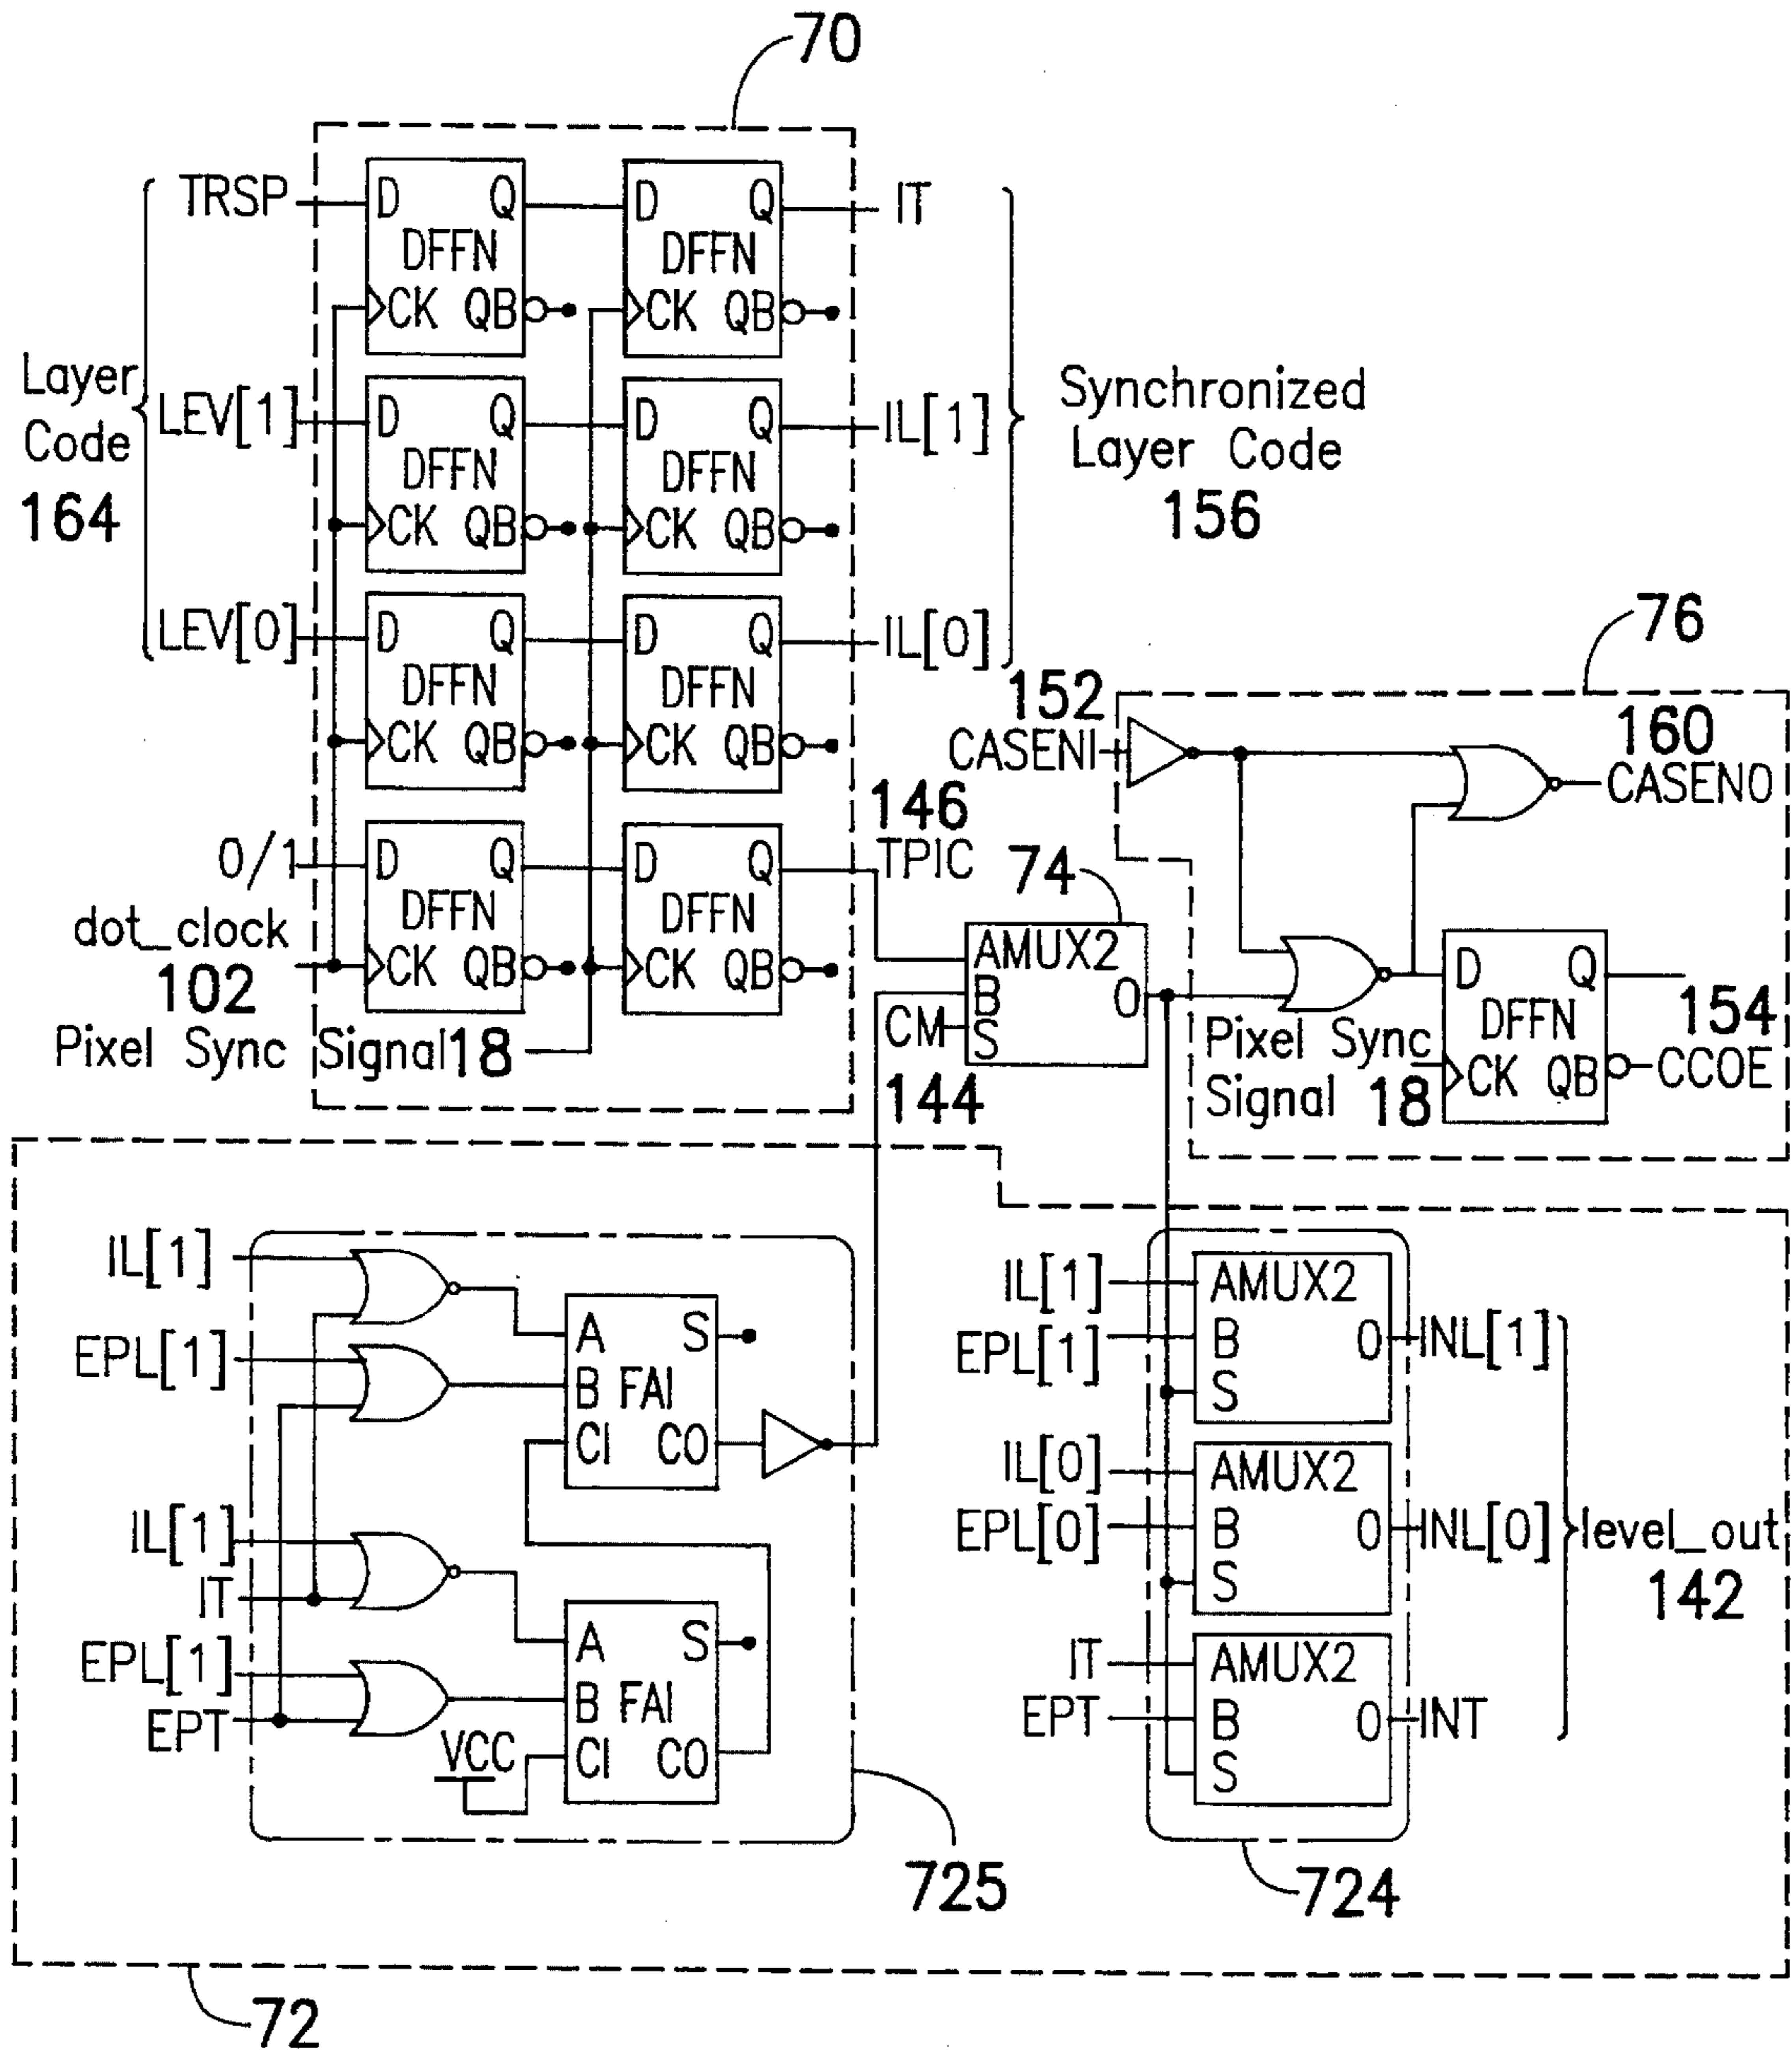 70
TRSP
D Q
DFFN
CK QB
D Q
DFFN
CK QB
IT
Layer
Code
164
LEV[1]
D Q
DFFN
CK QB
D Q
DFFN
CK QB
IL[1]
Synchronized
Layer Code
156
LEV[0]
D Q
DFFN
CK QB
D Q
DFFN
CK QB
IL[0]
0/1
D Q
DFFN
CK QB
D Q
DFFN
CK QB
146
TPIC
dot_clock
102
Pixel Sync Signal 18
76
152
CASENI
160
CASENO
74
AMUX2
B
S
O
CM
144
Pixel Sync
Signal 18
D Q
DFFN
CK QB
154
CCOE
IL[1]
EPL[1]
A S
B FAI
CI CO
IL[1]
IT
EPL[1]
EPT
VCC
A S
B FAI
CI CO
725
IL[1]
EPL[1]
AMUX2
B O
S
INL[1]
IL[0]
EPL[0]
AMUX2
B O
S
INL[0]
level_out
142
IT
EPT
AMUX2
B O
S
INT
724
72